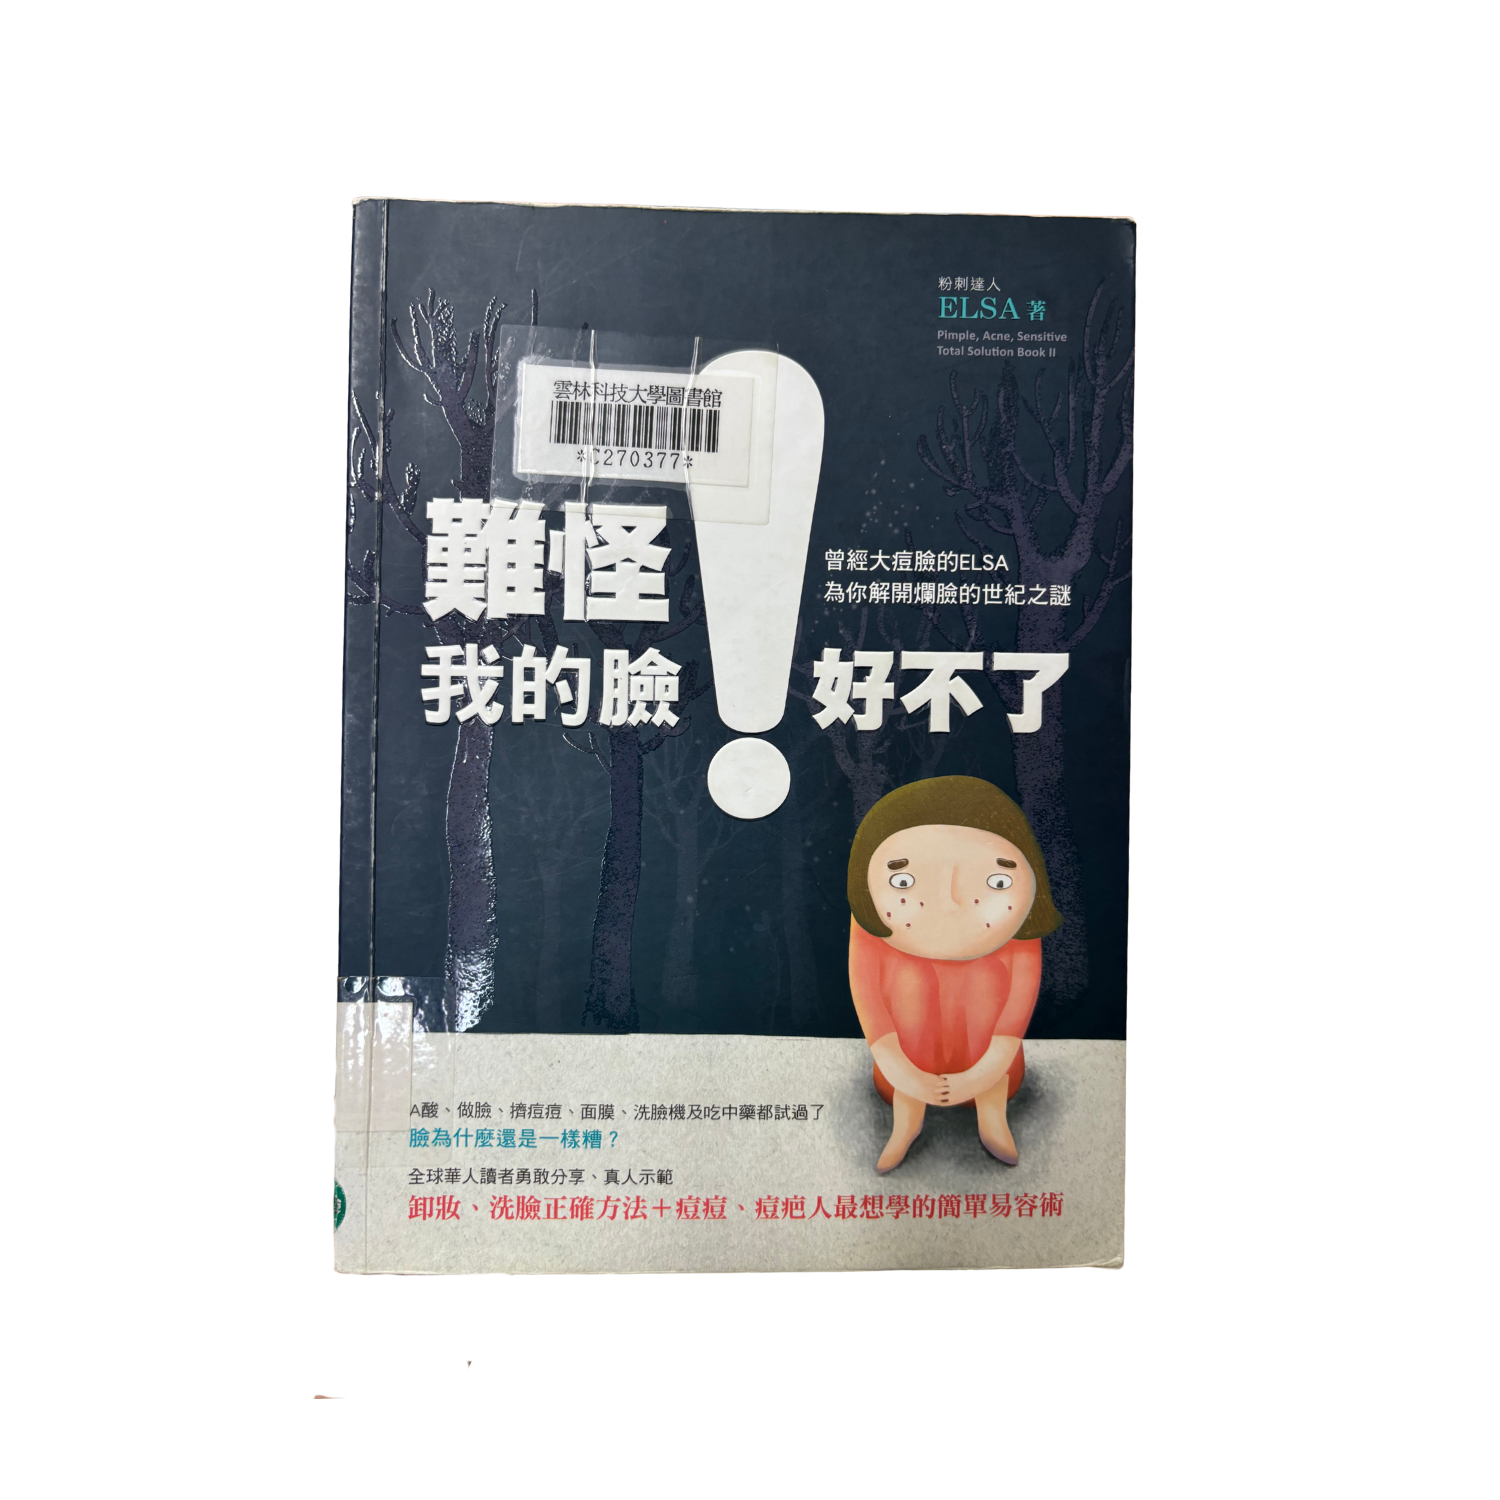 粉刺達人
ELSA 著
Pimple, Acne, Sensitive
Total Solution Book II
雲林科技大學圖書館
*C270377*
難怪!
曾經大痘臉的ELSA
為你解開爛臉的世紀之謎
我的臉 好不了
A酸、做臉、擠痘痘、面膜、洗臉機及吃中藥都試過了
臉為什麼還是一樣糟？
全球華人讀者勇敢分享、真人示範
卸妝、洗臉正確方法＋痘痘、痘疤人最想學的簡單易容術